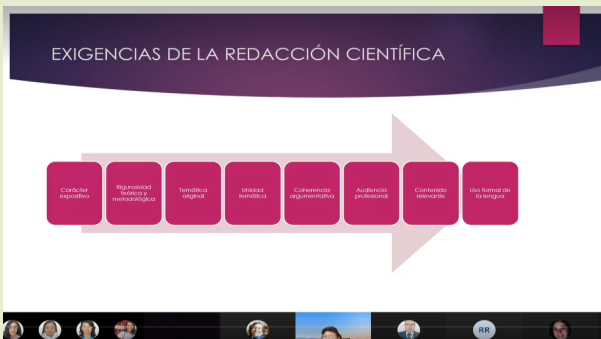 EXIGENCIAS DE LA REDACCIÓN CIENTÍFICA
Carácter
expositivo
Rigurosidad
teórica y
metodológica
Temática
original
Unidad
temática
Coherencia
argumentativa
Audiencia
profesional
Contenido
relevante
Uso formal de
la lengua
RR